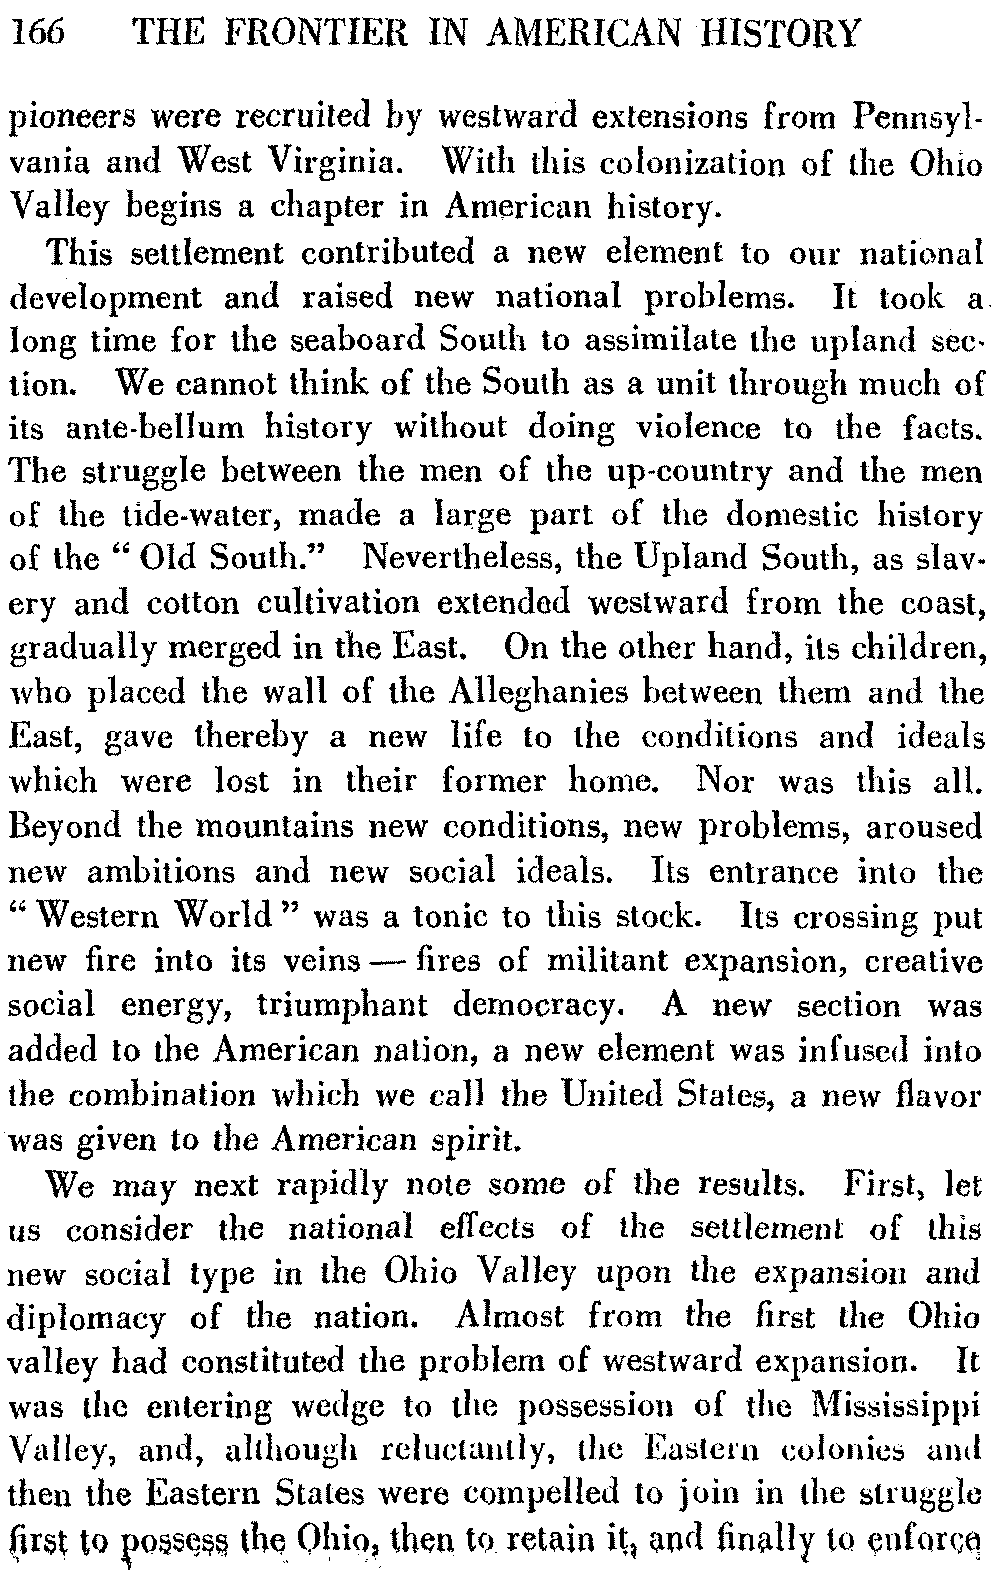 166 THE FRONTIER IN AMERICAN HISTORY
pioneers were recruited by westward extensions from Pennsyl-
vania and West Virginia. With this colonization of the Ohio
Valley begins a chapter in American history.
This settlement contributed a new element to our national
development and raised new national problems. It took a
long time for the seaboard South to assimilate the upland sec-
tion. We cannot think of the South as a unit through much of
its ante-bellum history without doing violence to the facts.
The struggle between the men of the up-country and the men
of the tide-water, made a large part of the domestic history
of the “ Old South.” Nevertheless, the Upland South, as slav-
ery and cotton cultivation extended westward from the coast,
gradually merged in the East. On the other hand, its children,
who placed the wall of the Alleghanies between them and the
East, gave thereby a new life to the conditions and ideals
which were lost in their former home. Nor was this all.
Beyond the mountains new conditions, new problems, aroused
new ambitions and new social ideals. Its entrance into the
“ Western World ” was a tonic to this stock. Its crossing put
new fire into its veins — fires of militant expansion, creative
social energy, triumphant democracy. A new section was
added to the American nation, a new element was infused into
the combination which we call the United States, a new flavor
was given to the American spirit.
We may next rapidly note some of the results. First, let
us consider the national effects of the settlement of this
new social type in the Ohio Valley upon the expansion and
diplomacy of the nation. Almost from the first the Ohio
valley had constituted the problem of westward expansion. It
was the entering wedge to the possession of the Mississippi
Valley, and, although reluctantly, the Eastern colonies and
then the Eastern States were compelled to join in the struggle
first to possess the Ohio, then to retain it, and finally to enforce